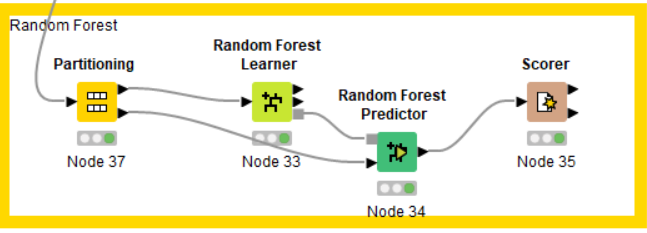 Random Forest
Partitioning
Node 37
Random Forest
Learner
Node 33
Random Forest
Predictor
Node 34
Scorer
Node 35